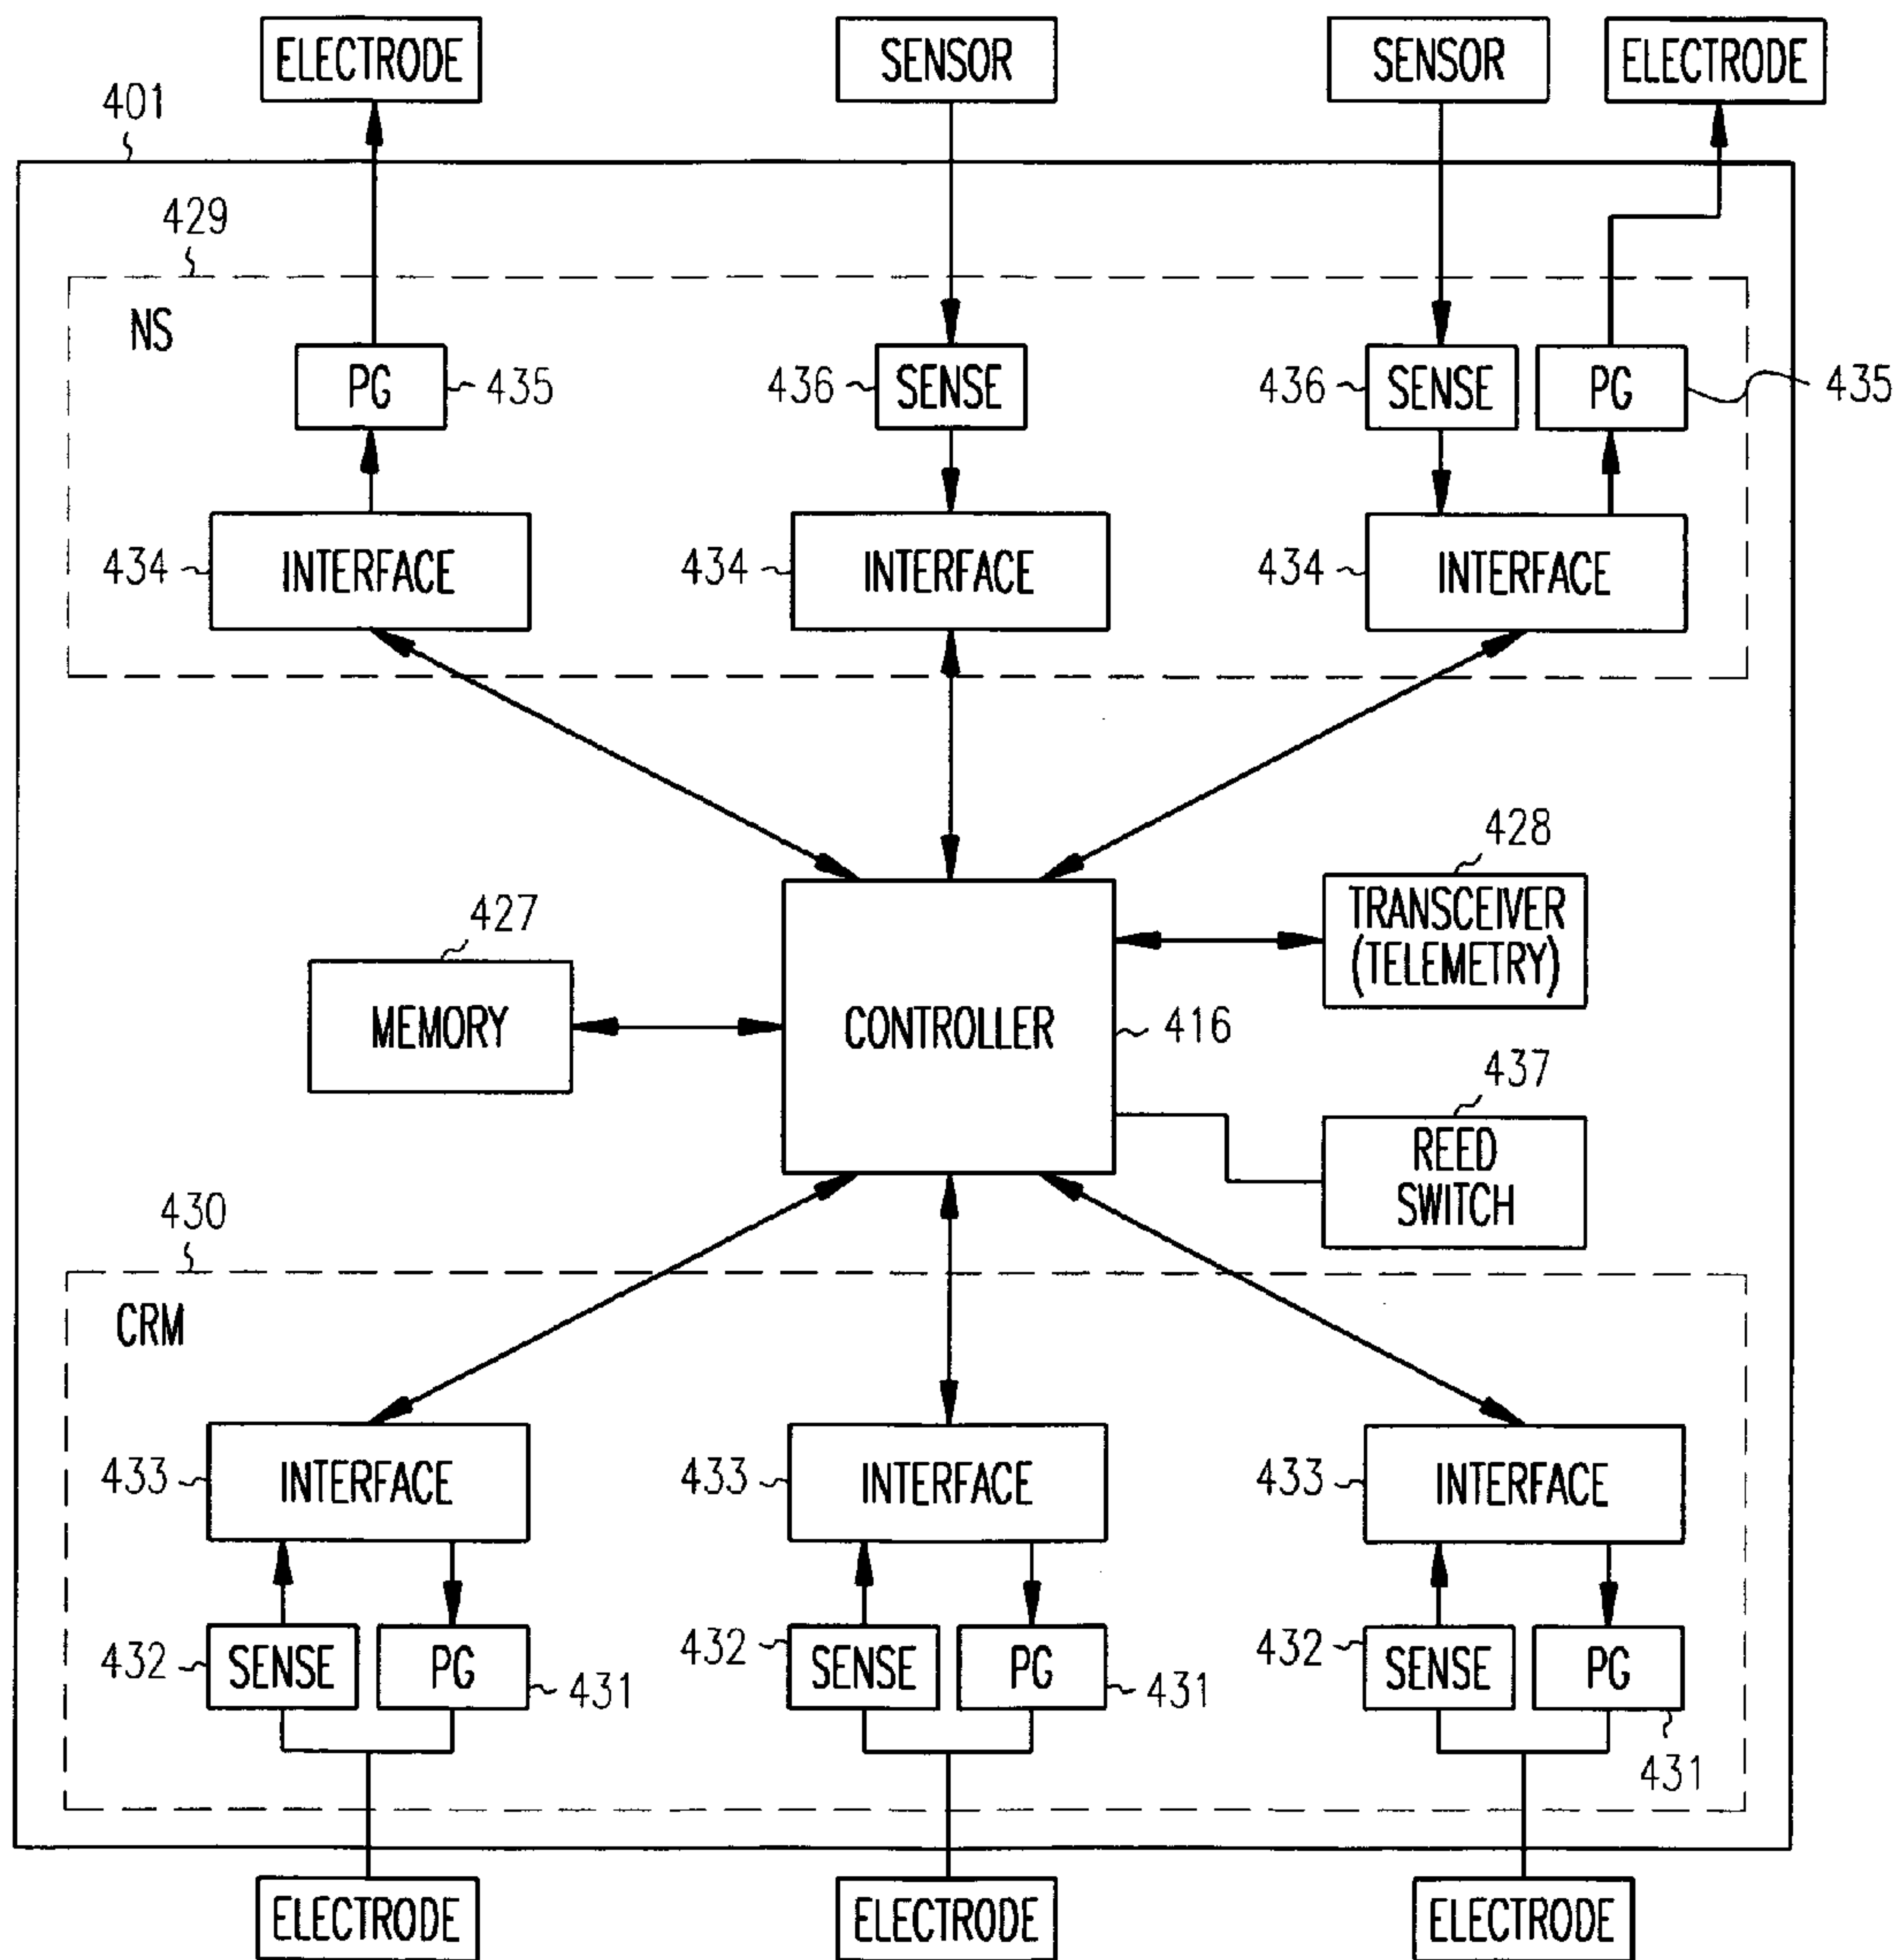 ELECTRODE
SENSOR
SENSOR
ELECTRODE
401
429
NS
PG
435
436
SENSE
436
SENSE
PG
435
434
INTERFACE
434
INTERFACE
434
INTERFACE
428
TRANSCEIVER
(TELEMETRY)
427
MEMORY
CONTROLLER
416
437
REED
SWITCH
430
CRM
433
INTERFACE
433
INTERFACE
433
INTERFACE
432
SENSE
PG
431
432
SENSE
PG
431
432
SENSE
PG
431
ELECTRODE
ELECTRODE
ELECTRODE